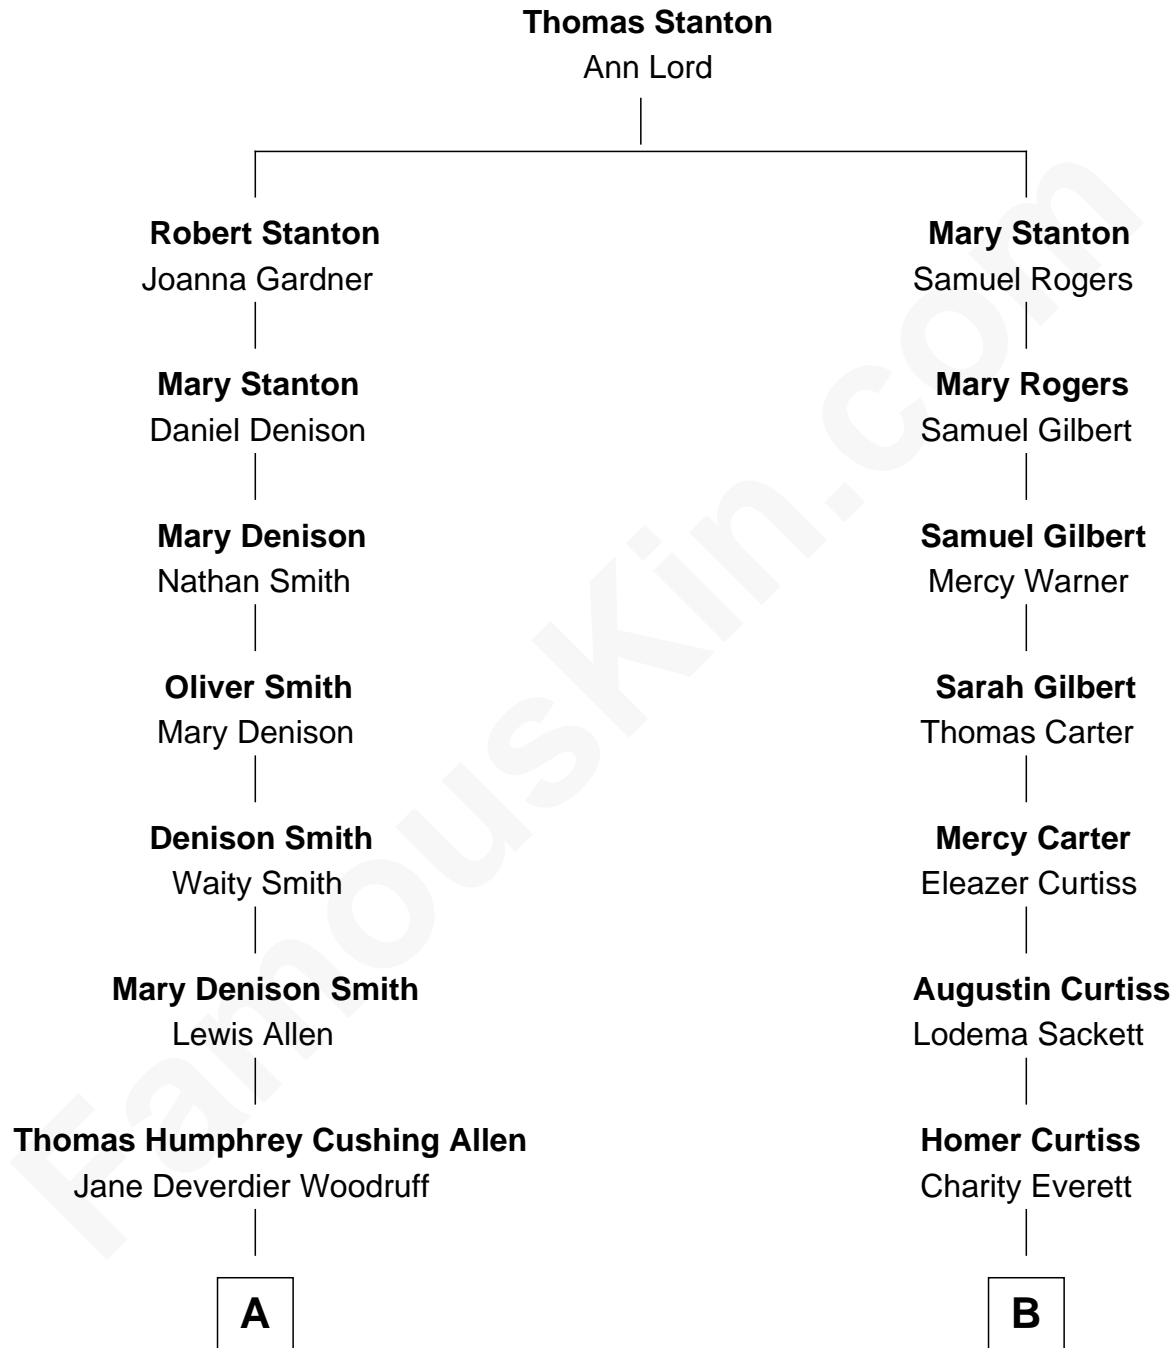 Thomas Stanton
Ann Lord
Robert Stanton
Joanna Gardner
Mary Stanton
Daniel Denison
Mary Denison
Nathan Smith
Oliver Smith
Mary Denison
Denison Smith
Waity Smith
Mary Denison Smith
Lewis Allen
Thomas Humphrey Cushing Allen
Jane Deverdier Woodruff
A
Mary Stanton
Samuel Rogers
Mary Rogers
Samuel Gilbert
Samuel Gilbert
Mercy Warner
Sarah Gilbert
Thomas Carter
Mercy Carter
Eleazer Curtiss
Augustin Curtiss
Lodema Sackett
Homer Curtiss
Charity Everett
B
FamousKin.com